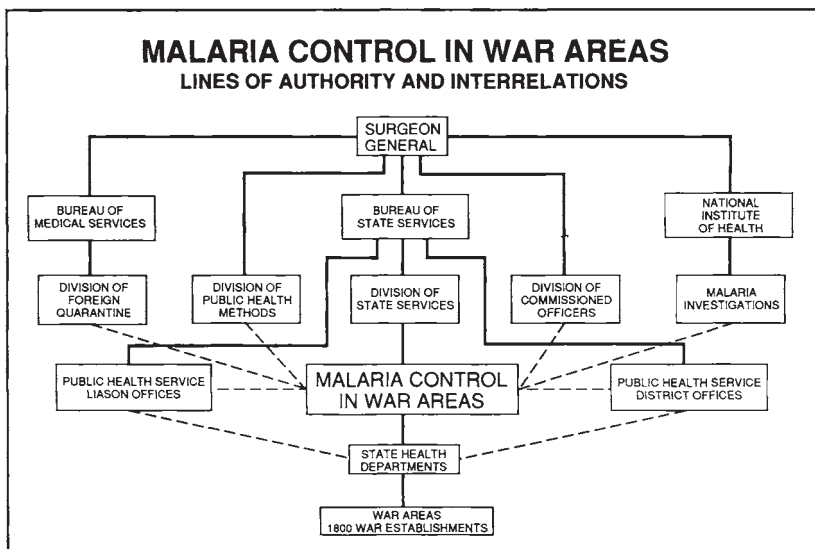 MALARIA CONTROL IN WAR AREAS
LINES OF AUTHORITY AND INTERRELATIONS
SURGEON
GENERAL
BUREAU OF
MEDICAL SERVICES
BUREAU OF
STATE SERVICES
NATIONAL
INSTITUTE
OF HEALTH
DIVISION OF
FOREIGN
QUARANTINE
DIVISION OF
PUBLIC HEALTH
METHODS
DIVISION OF
STATE SERVICES
DIVISION OF
COMMISSIONED
OFFICERS
MALARIA
INVESTIGATIONS
PUBLIC HEALTH SERVICE
LIASON OFFICES
MALARIA CONTROL
IN WAR AREAS
PUBLIC HEALTH SERVICE
DISTRICT OFFICES
STATE HEALTH
DEPARTMENTS
WAR AREAS
1800 WAR ESTABLISHMENTS